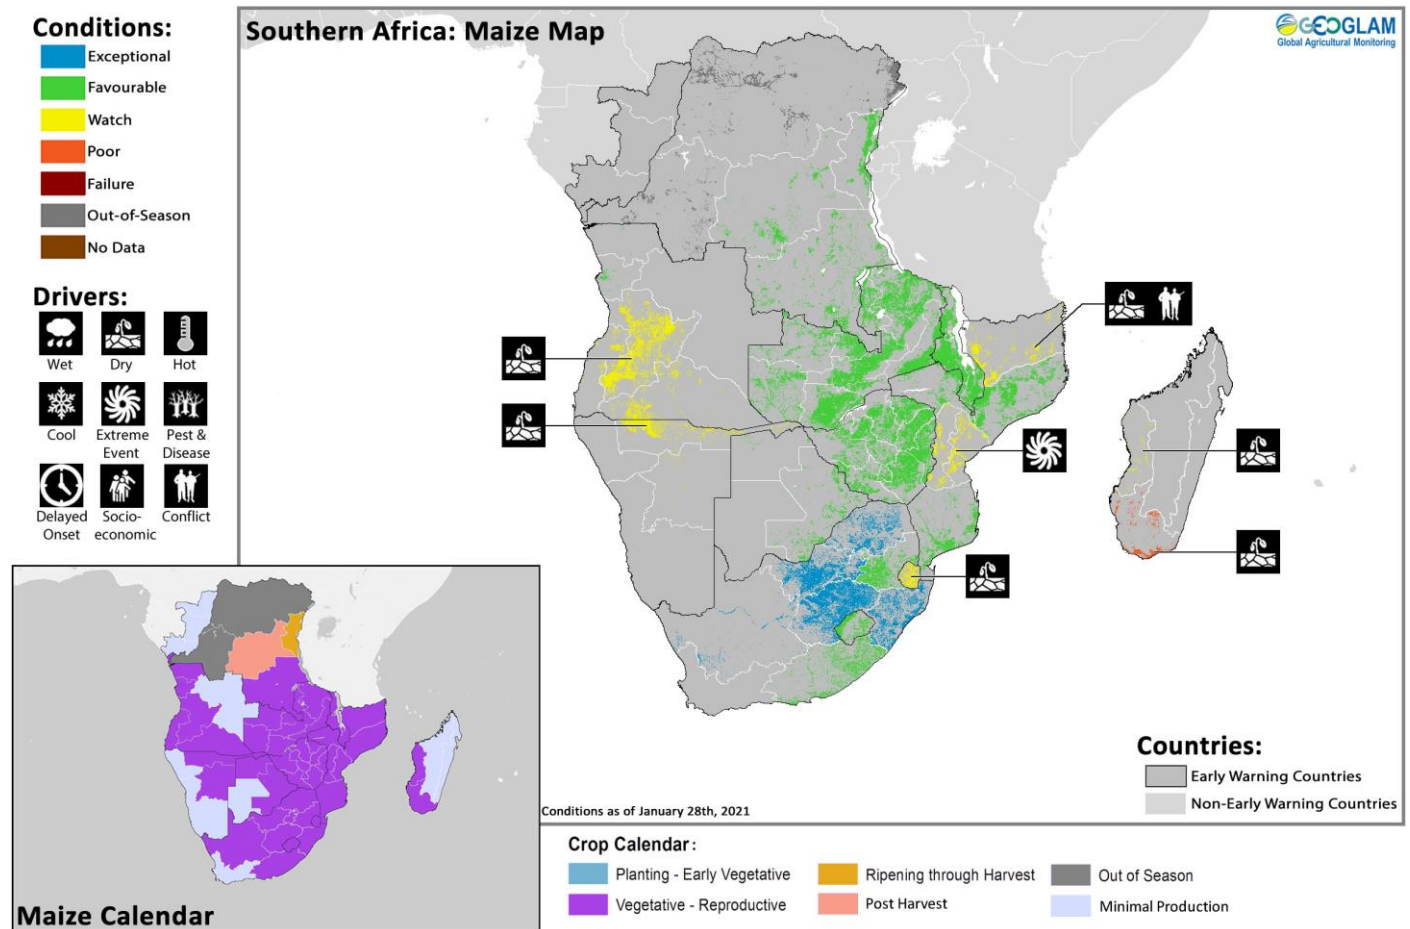 Conditions:
Exceptional
Favourable
Watch
Poor
Failure
Out-of-Season
No Data
Drivers:
Wet
Dry
Hot
Cool
Extreme
Event
Pest &
Disease
Delayed
Onset
Socio-
economic
Conflict
Southern Africa: Maize Map
GEOGLAM
Global Agricultural Monitoring
Countries:
Early Warning Countries
Non-Early Warning Countries
Conditions as of January 28th, 2021
Maize Calendar
Crop Calendar:
Planting - Early Vegetative
Ripening through Harvest
Out of Season
Vegetative - Reproductive
Post Harvest
Minimal Production